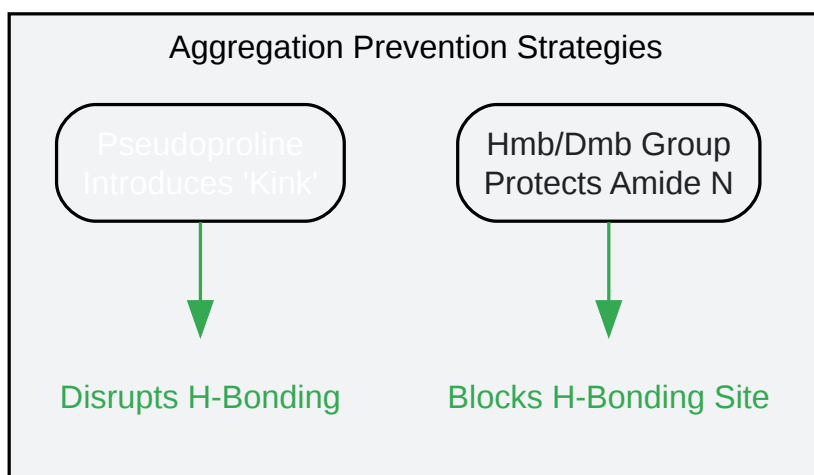 Aggregation Prevention Strategies
Pseudoproline
Introduces 'Kink'
Hmb/Dmb Group
Protects Amide N
Disrupts H-Bonding
Blocks H-Bonding Site